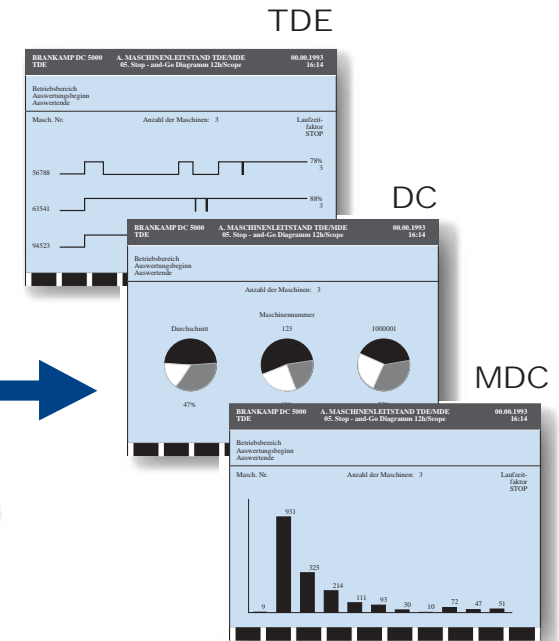 TDE
BRANKAMP DC 5000 A. MASCHINENLEITSTAND TDE/MDE 00.00.1993
TDE 05. Stop - and-Go Diagramm 12h/Scope 16:14
Betriebsbereich
Auswertungsbeginn
Auswertende
Masch. Nr. Anzahl der Maschinen: 3 Laufzeit-
faktor
STOP
78%
56788 3
88%
63541 3
94523
DC
BRANKAMP DC 5000 A. MASCHINENLEITSTAND TDE/MDE 00.00.1993
TDE 05. Stop - and-Go Diagramm 12h/Scope 16:14
Betriebsbereich
Auswertungsbeginn
Auswertende
Anzahl der Maschinen: 3
Maschinennummer
Durchschnitt 123 1000001
47%
MDC
BRANKAMP DC 5000 A. MASCHINENLEITSTAND TDE/MDE 00.00.1993
TDE 05. Stop - and-Go Diagramm 12h/Scope 16:14
Betriebsbereich
Auswertungsbeginn
Auswertende
Masch. Nr. Anzahl der Maschinen: 3 Laufzeit-
faktor
STOP
9 931 325 214 111 93 30 10 72 47 51